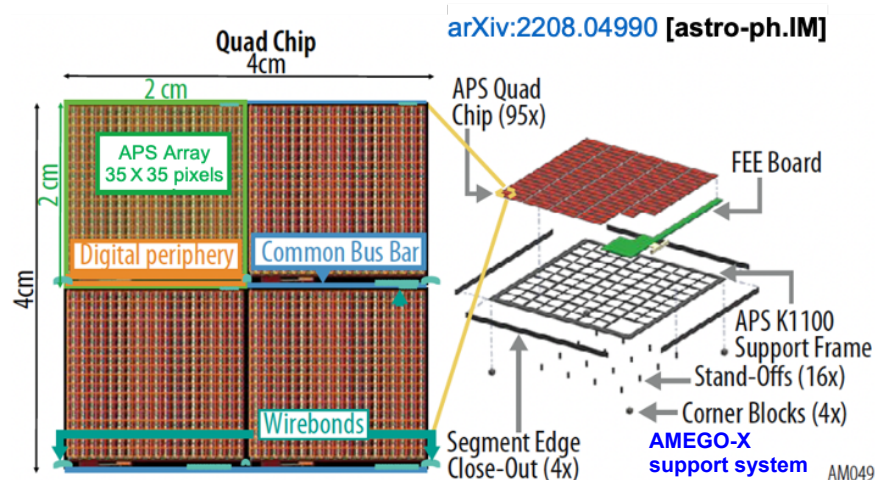 arXiv:2208.04990 [astro-ph.IM]
Quad Chip
4cm
2 cm
2 cm
4cm
APS Array
35 X 35 pixels
Digital periphery
Common Bus Bar
Wirebonds
APS Quad
Chip (95x)
FEE Board
APS K1100
Support Frame
Stand-Offs (16x)
Corner Blocks (4x)
Segment Edge
Close-Out (4x)
AMEGO-X
support system
AM049